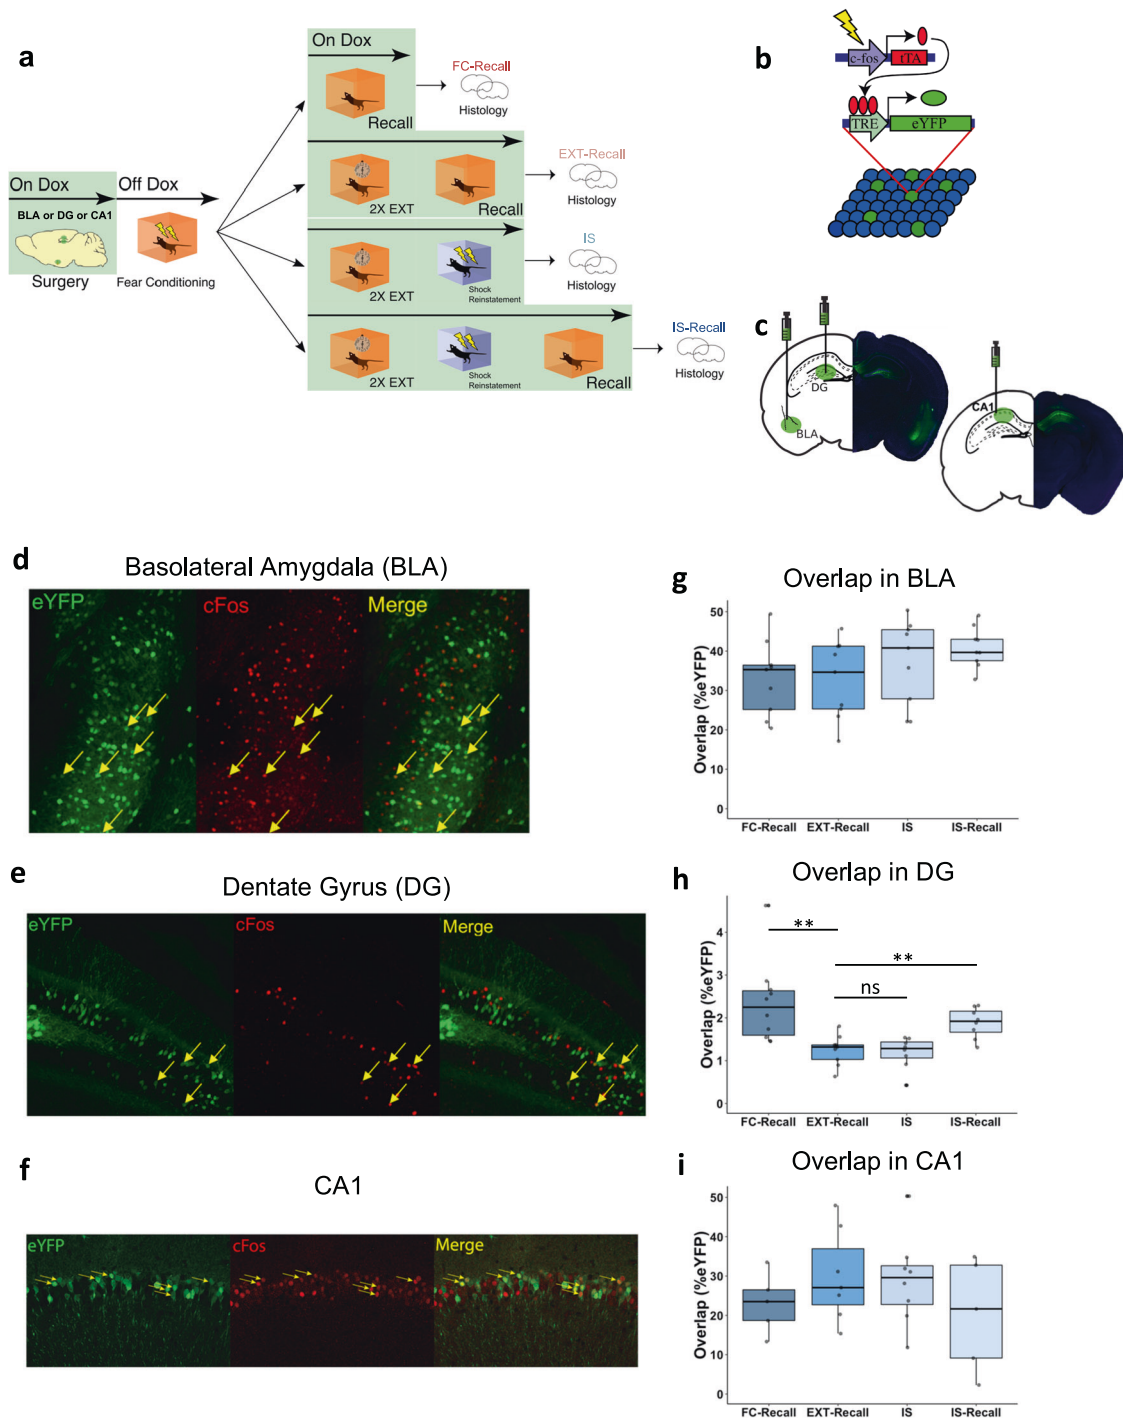 a
On Dox
FC-Recall
Histology
Recall
EXT-Recall
Histology
2X EXT
Recall
On Dox
Off Dox
BLA or DG or CA1
Surgery
Fear Conditioning
IS
Histology
2X EXT
Shock
Reinstatement
IS-Recall
Histology
2X EXT
Shock
Reinstatement
Recall
b
c-fos
tTA
TRE
eYFP
c
DG
BLA
CA1
d
Basolateral Amygdala (BLA)
eYFP
cFos
Merge
e
Dentate Gyrus (DG)
eYFP
cFos
Merge
f
CA1
eYFP
cFos
Merge
g
Overlap in BLA
Overlap (%eYFP)
50
40
30
20
10
0
FC-Recall
EXT-Recall
IS
IS-Recall
h
Overlap in DG
Overlap (%eYFP)
4
3
2
1
0
**
**
ns
FC-Recall
EXT-Recall
IS
IS-Recall
i
Overlap in CA1
Overlap (%eYFP)
50
40
30
20
10
0
FC-Recall
EXT-Recall
IS
IS-Recall